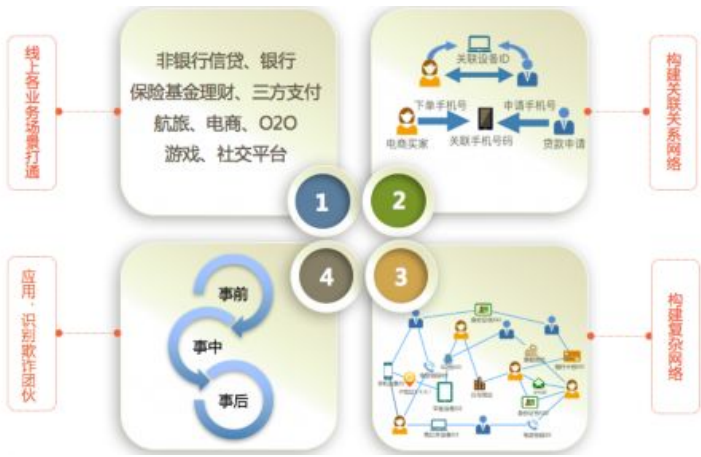 线上各业务场景打通
非银行信贷、银行
保险基金理财、三方支付
航旅、电商、O2O
游戏、社交平台
1
关联设备ID
下单手机号
申请手机号
电商买家
关联手机号码
贷款申请
2
构建关联关系网络
应用：识别欺诈团伙
事前
事中
事后
4
3
构建复杂网络